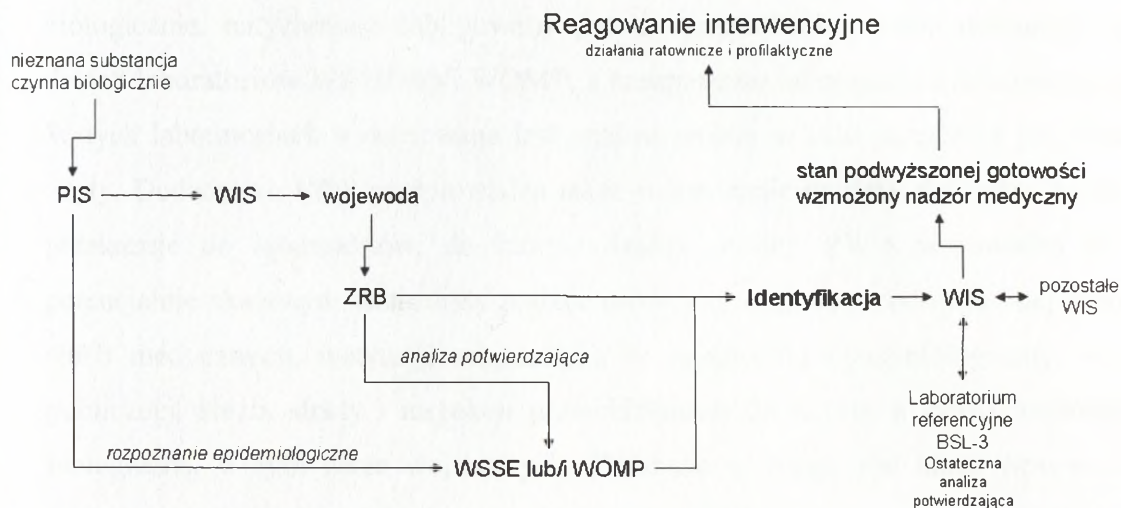 Reagowanie interwencyjne
działania ratownicze i profilaktyczne
nieznana substancja
czynna biologicznie
stan podwyższonej gotowości
wzmożony nadzór medyczny
PIS
WIS
wojewoda
ZRB
Identyfikacja
WIS
pozostałe
WIS
analiza potwierdzająca
Laboratorium
referencyjne
BSL-3
Ostateczna
analiza
potwierdzająca
rozpoznanie epidemiologiczne
WSSE lub/i WOMP